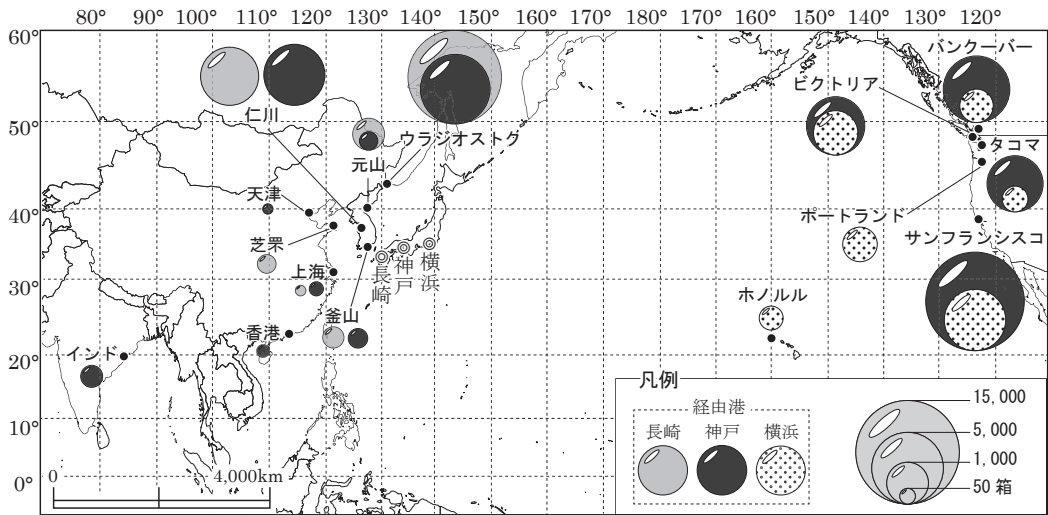 80° 90° 100° 110° 120° 130° 140° 150° 160° 170° 180° 170° 160° 150° 140° 130° 120°
60°
50°
40°
30°
20°
10°
0°
バンクーバー
ビクトリア
仁川
ウラジオストグ
元山
タコマ
天津
ポートランド
芝罘
サンフランシスコ
長崎
神戸
横浜
上海
ホノルル
釜山
香港
インド
0
4,000km
凡例
経由港
長崎 神戸 横浜
15,000
5,000
1,000
50 箱